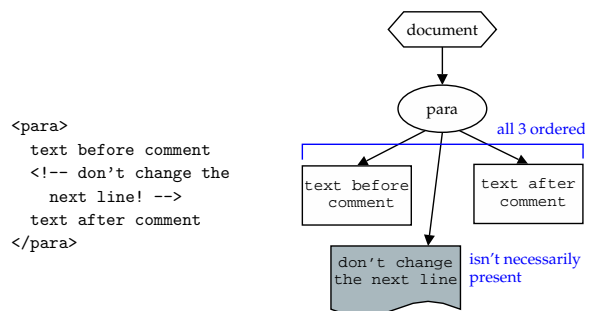 <para>
text before comment
<!-- don't change the
next line! -->
text after comment
</para>
document
para
all 3 ordered
text before
comment
text after
comment
don't change
the next line
isn't necessarily
present